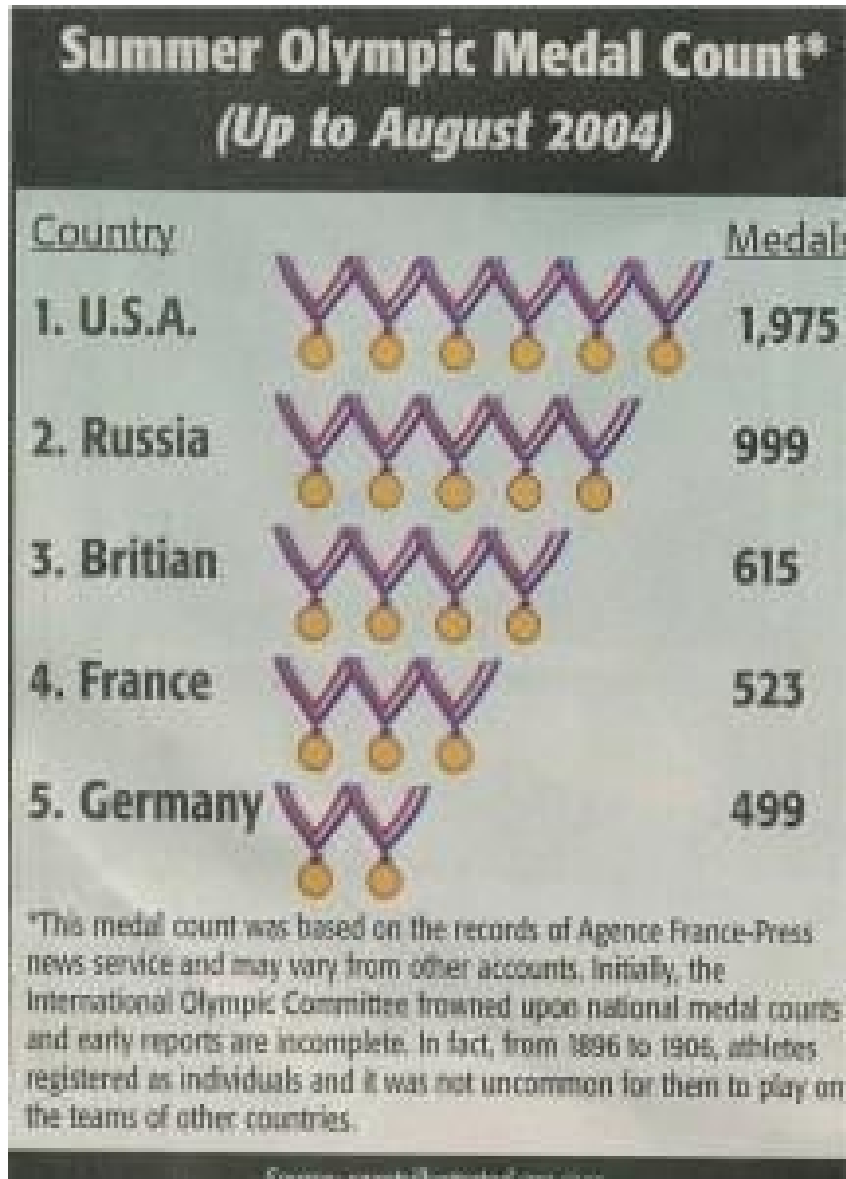 Summer Olympic Medal Count*
(Up to August 2004)
Country Medals
1. U.S.A. 1,975
2. Russia 999
3. Britian 615
4. France 523
5. Germany 499
*This medal count was based on the records of Agence France-Press
news service and may vary from other accounts. Initially, the
International Olympic Committee frowned upon national medal counts
and early reports are incomplete. In fact, from 1896 to 1906, athletes
registered as individuals and it was not uncommon for them to play on
the teams of other countries.